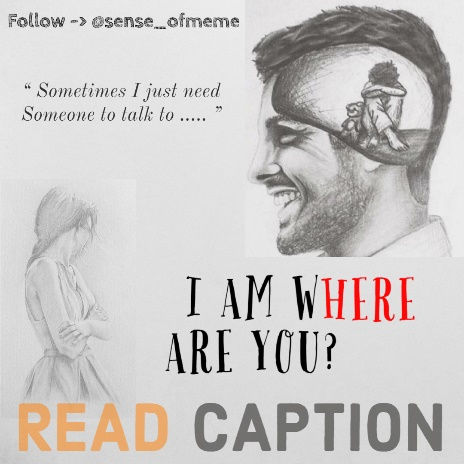 Follow -> @sense_ofmeme
“ Sometimes I just need
Someone to talk to ..... ”
I AM WHERE
ARE YOU?
READ CAPTION